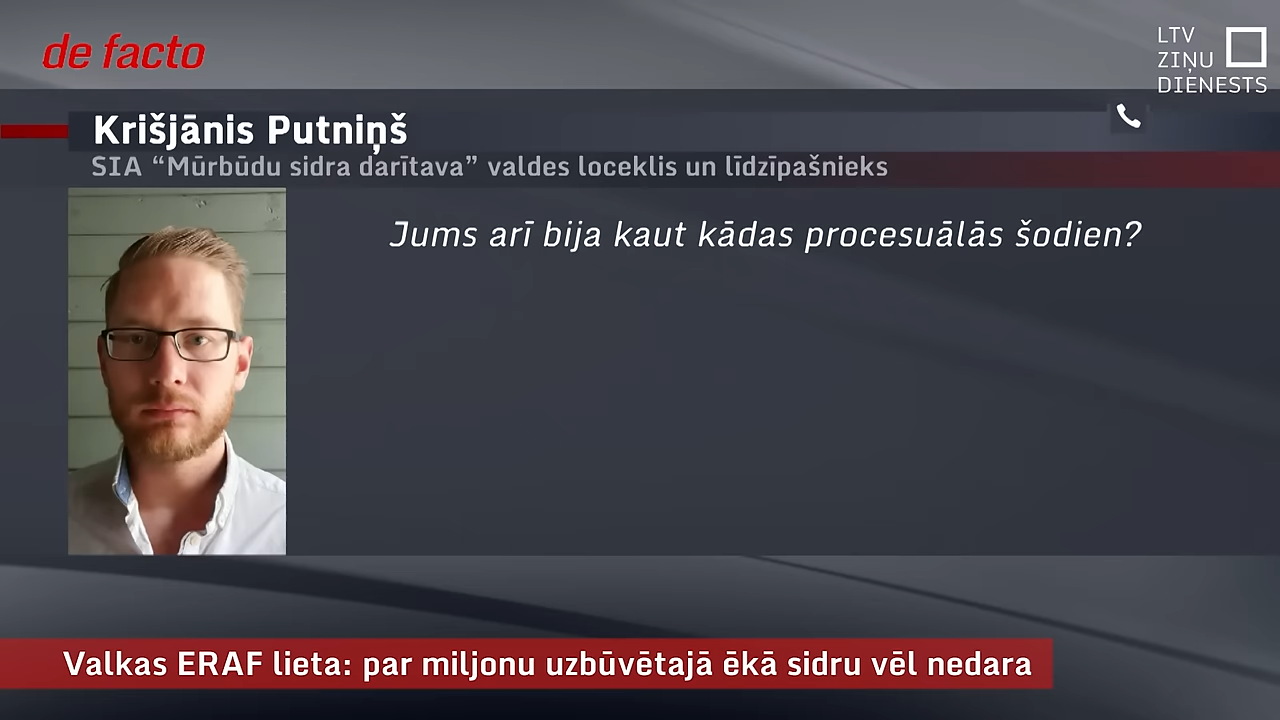 de facto
LTV
ZIŅU
DIENESTS
Krišjānis Putniņš
SIA “Mūrbūdu sidra darītava” valdes loceklis un līdzīpašnieks
Jums arī bija kaut kādas procesuālās šodien?
Valkas ERAF lieta: par miljonu uzbūvētajā ēkā sidru vēl nedara